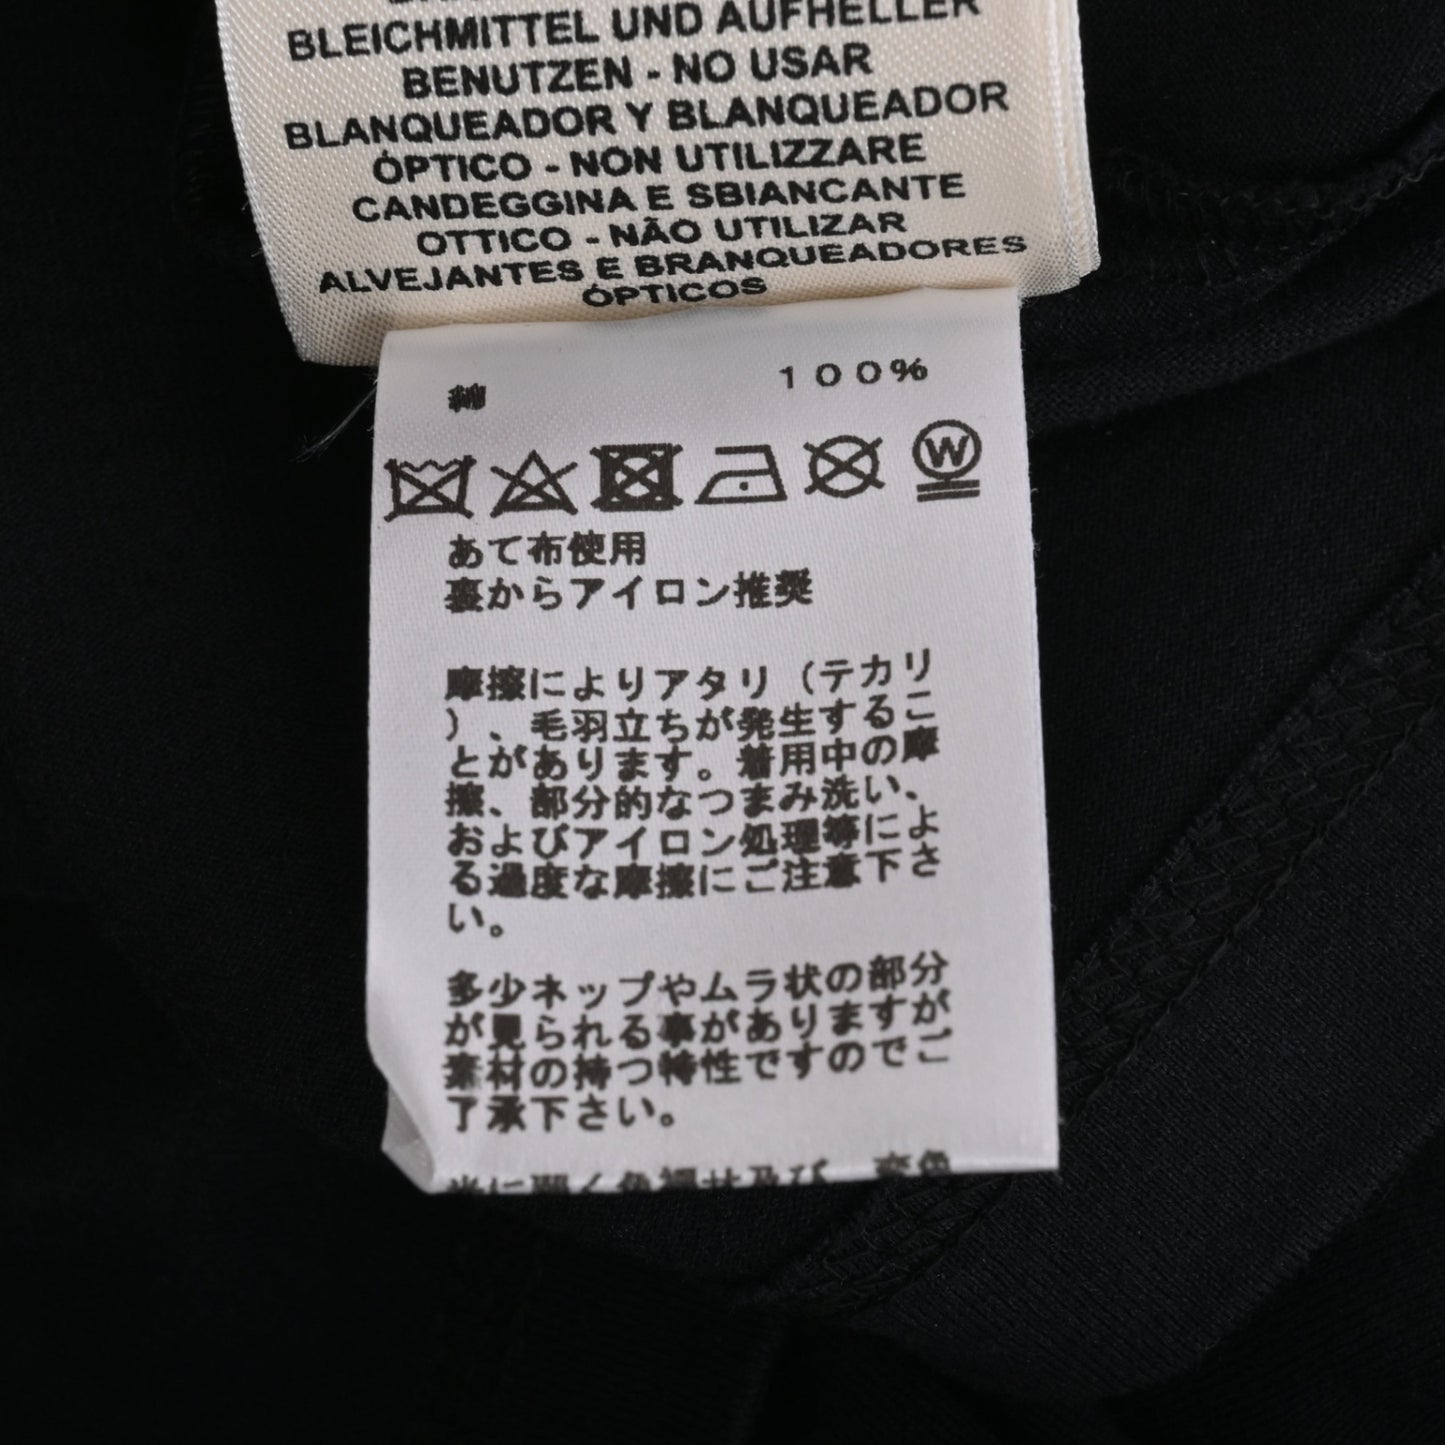 BLEICHMITTEL UND AUFHELLER
BENUTZEN - NO USAR
BLANQUEADOR Y BLANQUEADOR
ÓPTICO - NON UTILIZZARE
CANDEGGINA E SBIANCANTE
OTTICO - NÃO UTILIZAR
ALVEJANTES E BRANQUEADORES
ÓPTICOS
綿 100%
W
あて布使用
裏からアイロン推奨
摩擦によりアタリ（テカリ
）、毛羽立ちが発生するこ
とがあります。着用中の摩
擦、部分的なつまみ洗い、
およびアイロン処理等によ
る過度な摩擦にご注意下さ
い。
多少ネップやムラ状の部分
が見られる事がありますが
素材の持つ特性ですのでご
了承下さい。